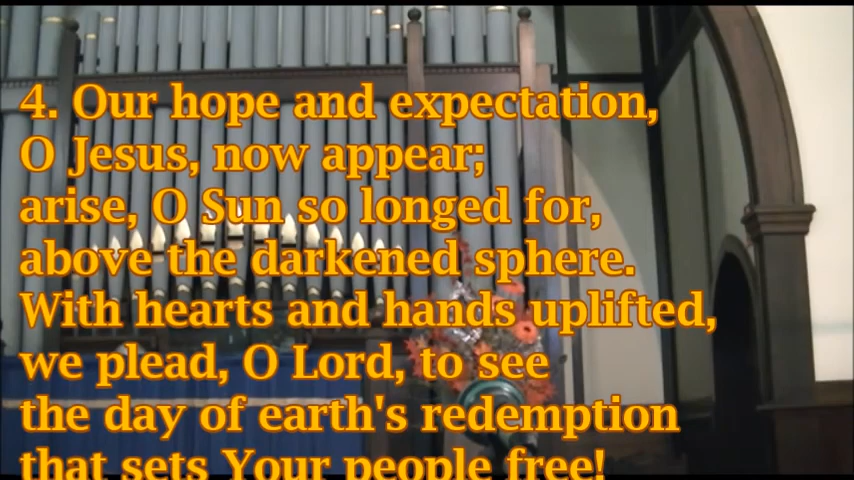 4. Our hope and expectation,
O Jesus, now appear;
arise, O Sun so longed for,
above the darkened sphere.
With hearts and hands uplifted,
we plead, O Lord, to see
the day of earth's redemption
that sets Your people free!